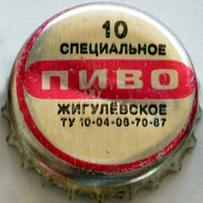 10
СПЕЦИАЛЬНОЕ
ПИВО
ЖИГУЛЁВСКОЕ
ТУ 10-04-06-70-87